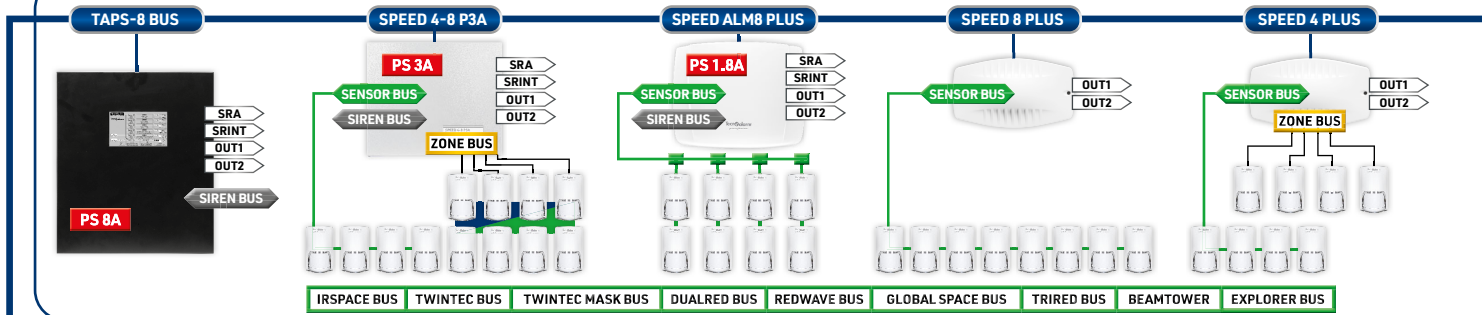 TAPS-8 BUS
SPEED 4-8 P3A
SPEED ALM8 PLUS
SPEED 8 PLUS
SPEED 4 PLUS
SRA
SRINT
OUT1
OUT2
SIREN BUS
PS 8A
PS 3A
SENSOR BUS
SIREN BUS
SRA
SRINT
OUT1
OUT2
ZONE BUS
PS 1.8A
SENSOR BUS
SIREN BUS
SRA
SRINT
OUT1
OUT2
SENSOR BUS
OUT1
OUT2
SENSOR BUS
OUT1
OUT2
ZONE BUS
IRSPACE BUS
TWINTEC BUS
TWINTEC MASK BUS
DUALRED BUS
REDWAVE BUS
GLOBAL SPACE BUS
TRIRED BUS
BEAMTOWER
EXPLORER BUS